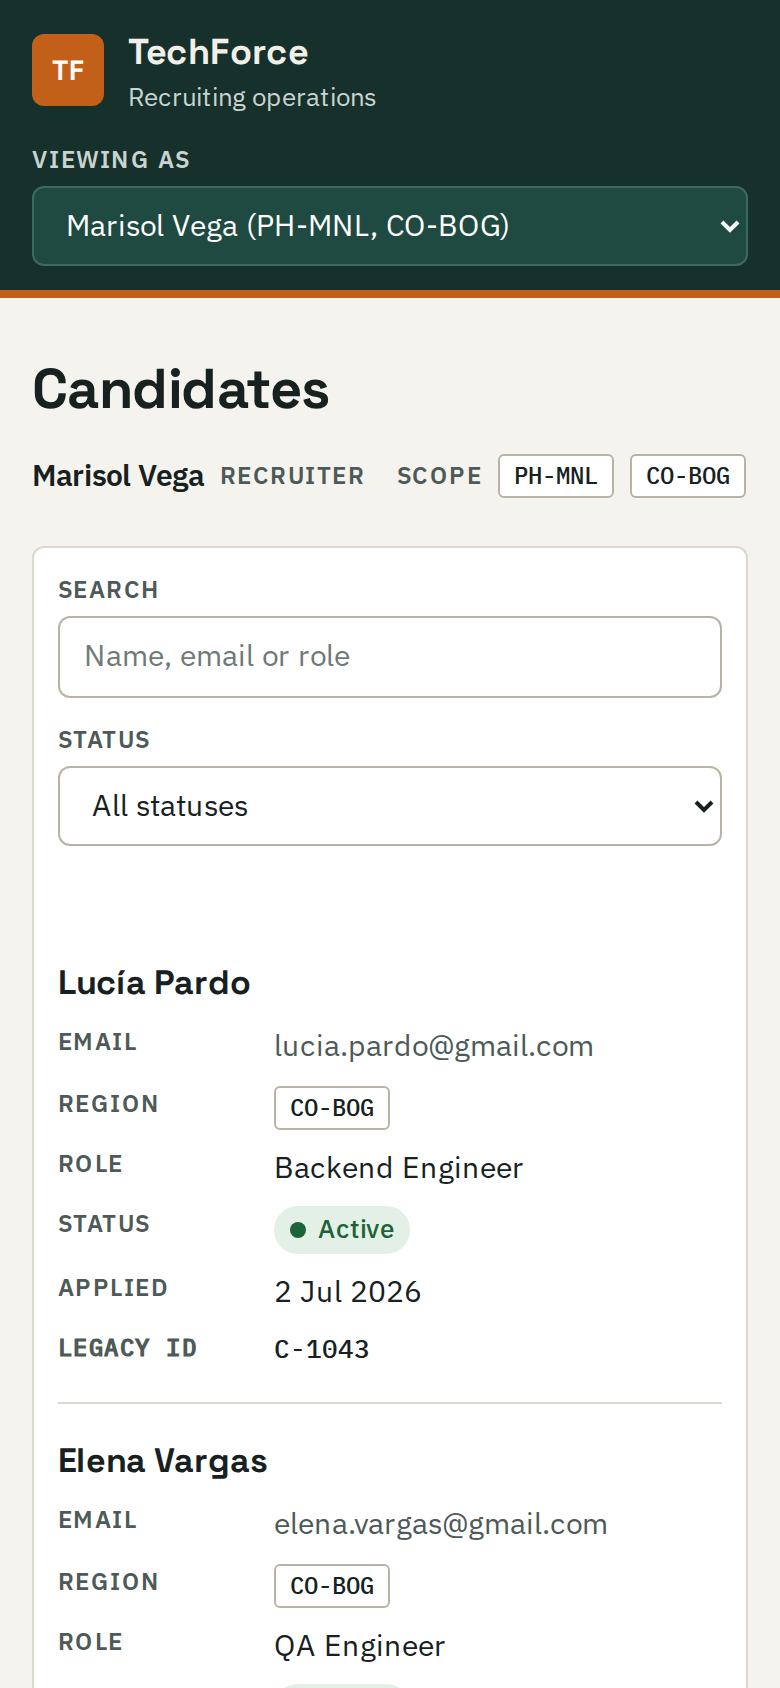 TF
TechForce
Recruiting operations
VIEWING AS
Marisol Vega (PH-MNL, CO-BOG)
Candidates
Marisol Vega RECRUITER SCOPE PH-MNL CO-BOG
SEARCH
Name, email or role
STATUS
All statuses
Lucía Pardo
EMAIL lucia.pardo@gmail.com
REGION CO-BOG
ROLE Backend Engineer
STATUS Active
APPLIED 2 Jul 2026
LEGACY ID C-1043
Elena Vargas
EMAIL elena.vargas@gmail.com
REGION CO-BOG
ROLE QA Engineer